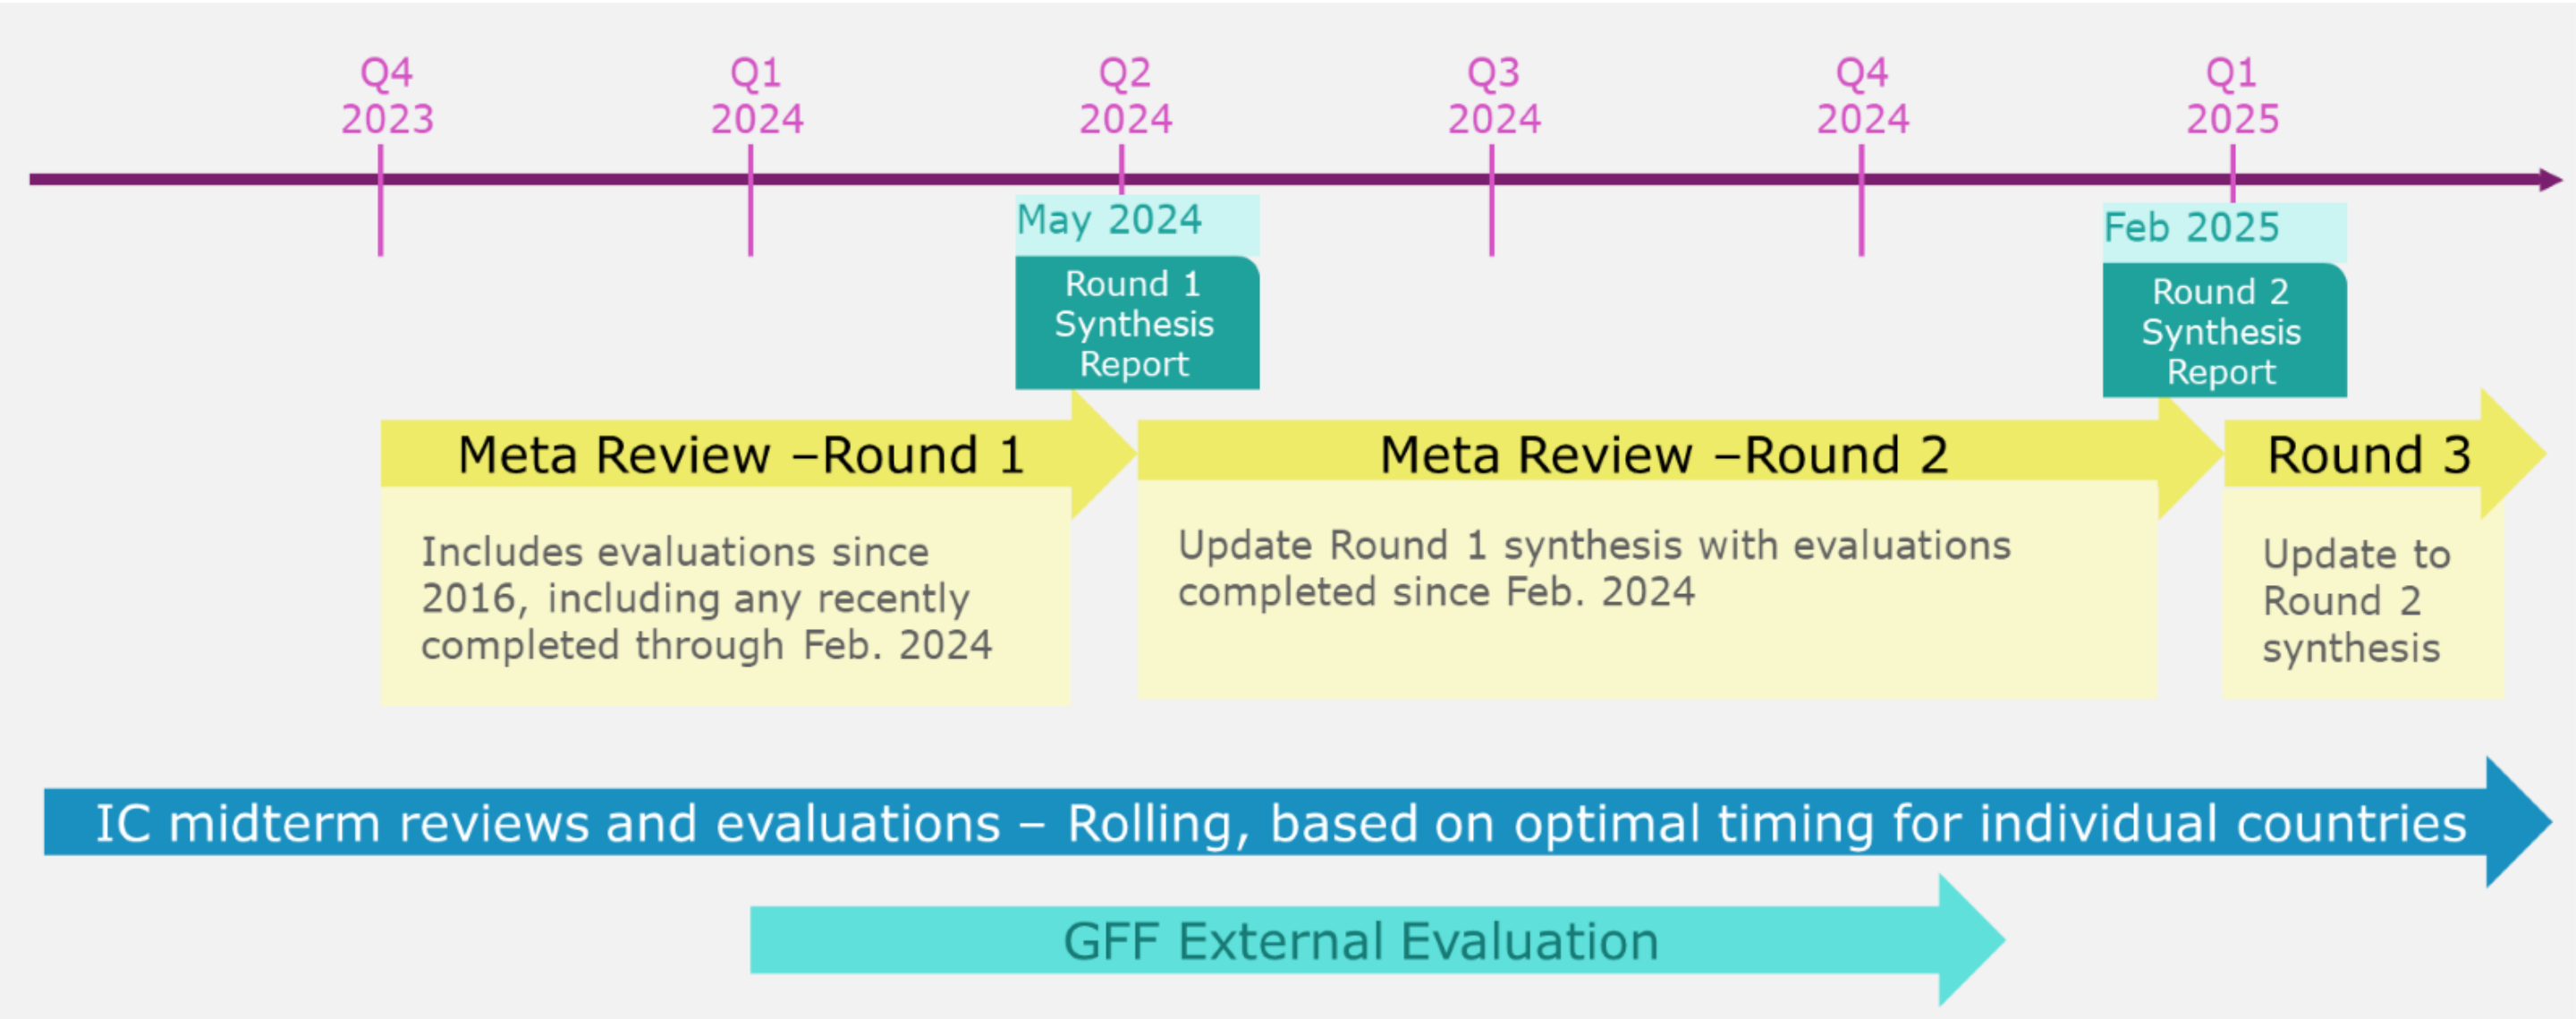 Q4
2023
Q1
2024
Q2
2024
Q3
2024
Q4
2024
Q1
2025
May 2024
Round 1
Synthesis
Report
Feb 2025
Round 2
Synthesis
Report
Meta Review –Round 1
Includes evaluations since
2016, including any recently
completed through Feb. 2024
Meta Review –Round 2
Update Round 1 synthesis with evaluations
completed since Feb. 2024
Round 3
Update to
Round 2
synthesis
IC midterm reviews and evaluations – Rolling, based on optimal timing for individual countries
GFF External Evaluation